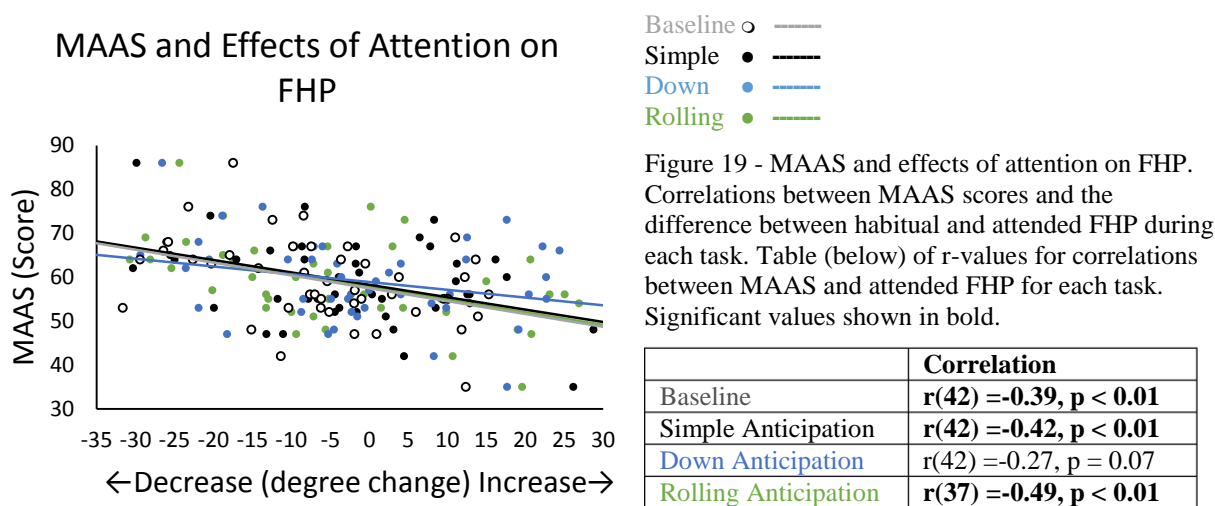 MAAS and Effects of Attention on
FHP
MAAS (Score)
90
80
70
60
50
40
30
-35 -30 -25 -20 -15 -10 -5 0 5 10 15 20 25 30
←Decrease (degree change) Increase→
Baseline
Simple
Down
Rolling
Figure 19 - MAAS and effects of attention on FHP.
Correlations between MAAS scores and the
difference between habitual and attended FHP during
each task. Table (below) of r-values for correlations
between MAAS and attended FHP for each task.
Significant values shown in bold.
Correlation
Baseline r(42) =-0.39, p < 0.01
Simple Anticipation r(42) =-0.42, p < 0.01
Down Anticipation r(42) =-0.27, p = 0.07
Rolling Anticipation r(37) =-0.49, p < 0.01